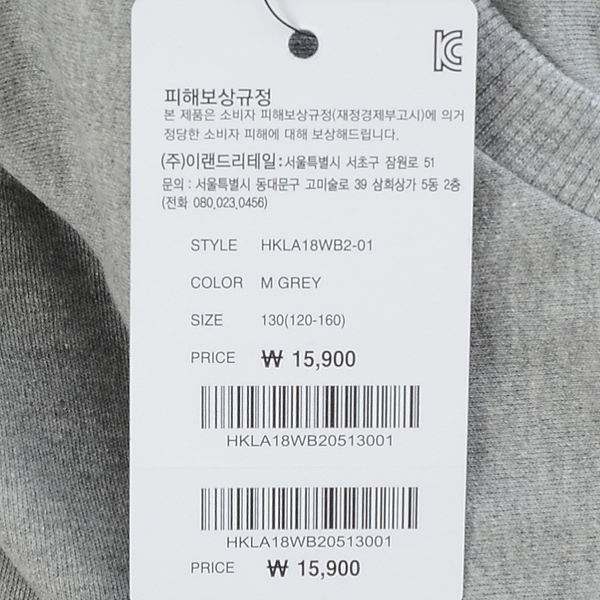 피해보상규정
본 제품은 소비자 피해보상규정(재정경제부고시)에 의거
정당한 소비자 피해에 대해 보상해드립니다.
(주)이랜드리테일:서울특별시 서초구 잠원로 51
문의 : 서울특별시 동대문구 고미술로 39 삼희상가 5동 2층
(전화 080,023,0456)
STYLE HKLA18WB2-01
COLOR M GREY
SIZE 130(120-160)
PRICE ₩ 15,900
HKLA18WB20513001
HKLA18WB20513001
PRICE ₩ 15,900